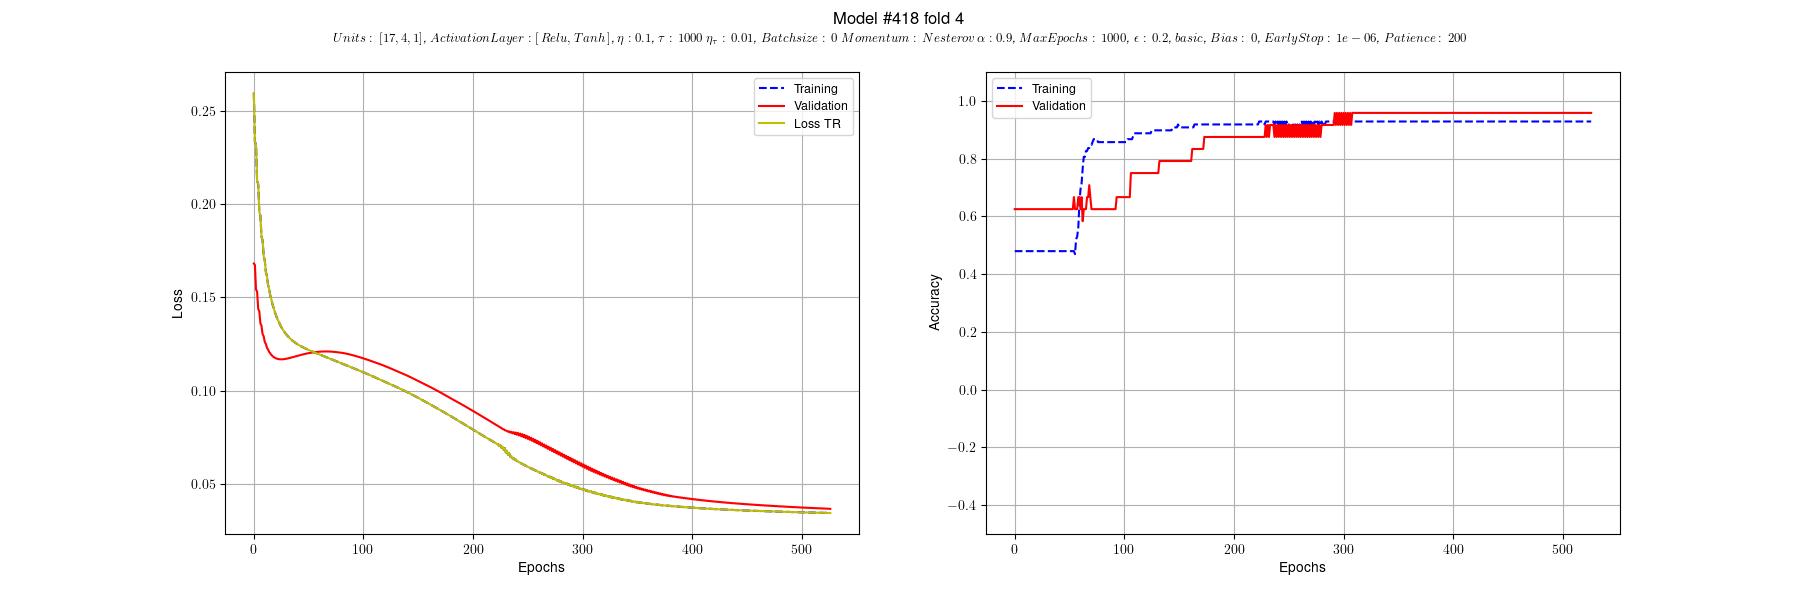 Model #418 fold 4
Units : [17, 4, 1], ActivationLayer : [Relu, Tanh], η : 0.1, τ : 1000 ητ : 0.01, Batchsize : 0 Momentum : Nesterov α : 0.9, MaxEpochs : 1000, ϵ : 0.2, basic, Bias : 0, EarlyStop : 1e − 06, Patience : 200
Training
Validation
Loss TR
0.25
0.20
0.15
0.10
0.05
Loss
0 100 200 300 400 500
Epochs
Training
Validation
1.0
0.8
0.6
0.4
0.2
0.0
−0.2
−0.4
Accuracy
0 100 200 300 400 500
Epochs